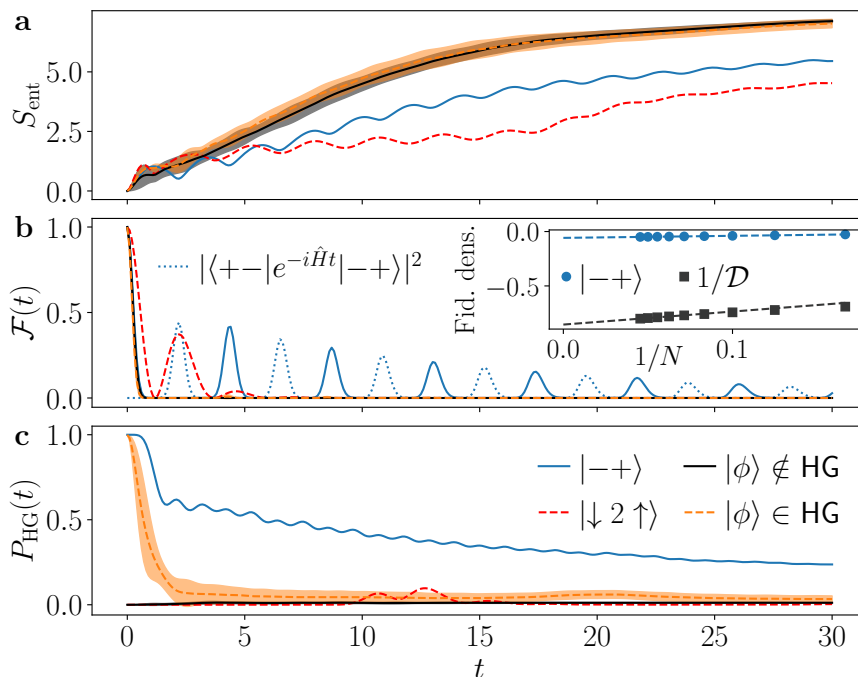 a
S_ent
5.0
2.5
0.0
b
F(t)
1.0
0.5
0.0
|⟨+−|e^{−iĤt}|−+⟩|²
Fid. dens.
0.0
−0.5
|−+⟩
1/D
0.0
1/N
0.1
c
P_HG(t)
1.0
0.5
0.0
|−+⟩
|ϕ⟩ ∉ HG
|↓ 2 ↑⟩
|ϕ⟩ ∈ HG
0 5 10 15 20 25 30
t